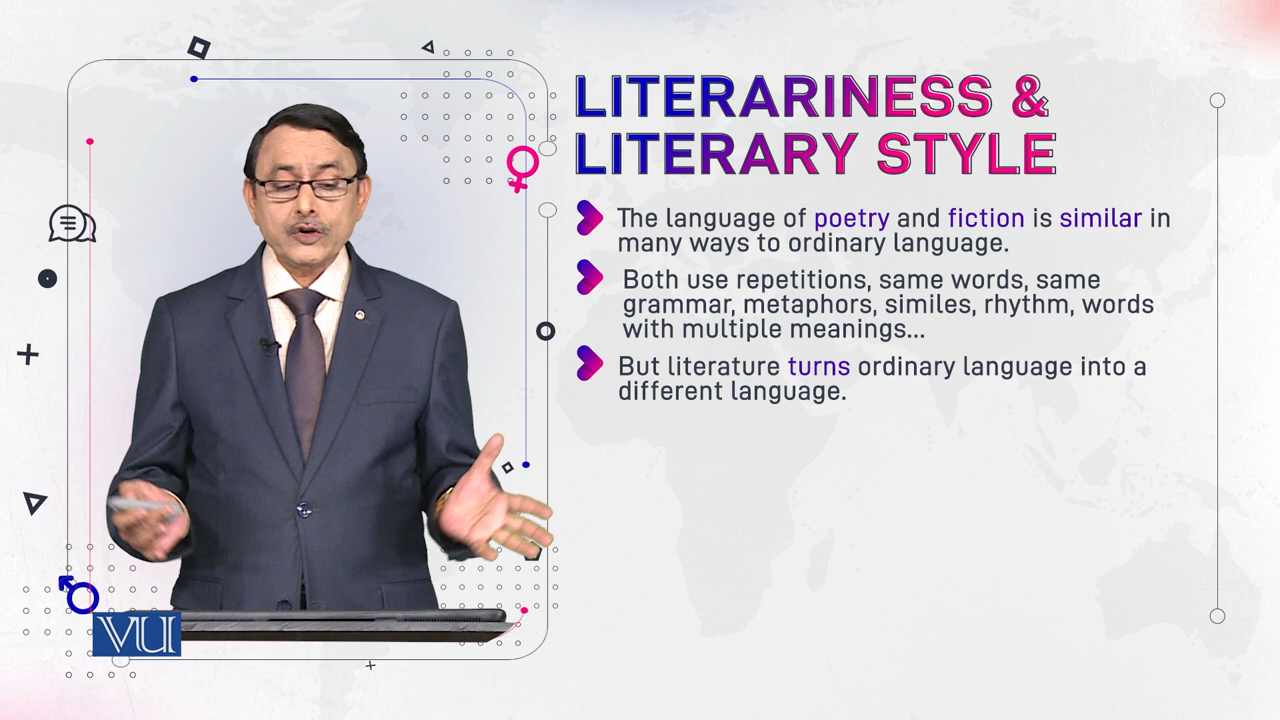 LITERARINESS &
LITERARY STYLE
The language of poetry and fiction is similar in
many ways to ordinary language.
Both use repetitions, same words, same
grammar, metaphors, similes, rhythm, words
with multiple meanings...
But literature turns ordinary language into a
different language.
VU